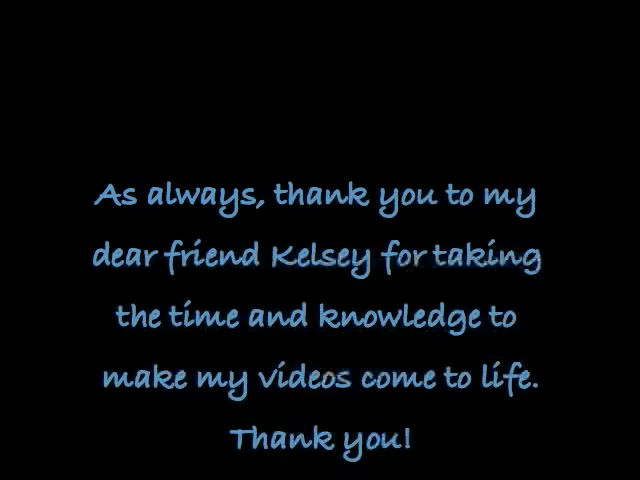 As always, thank you to my
dear friend Kelsey for taking
the time and knowledge to
make my videos come to life.
Thank you!